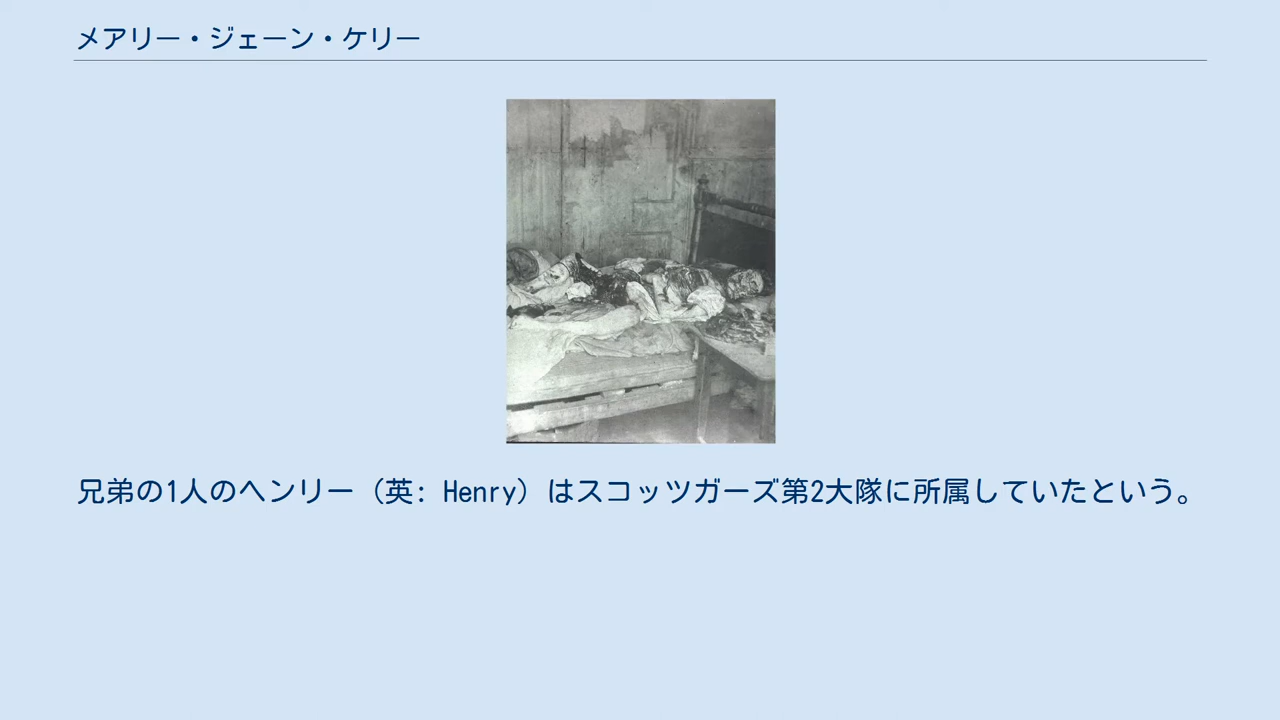 メアリー・ジェーン・ケリー
兄弟の1人のヘンリー（英: Henry）はスコッツガーズ第2大隊に所属していたという。